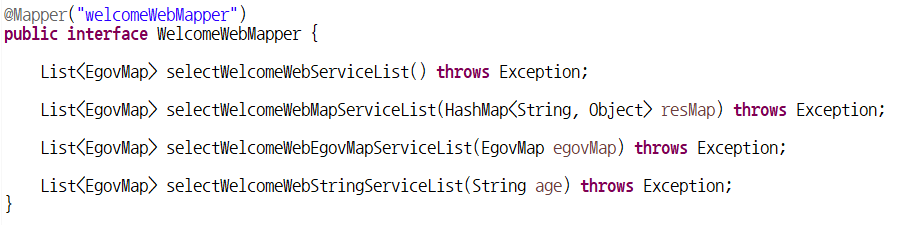 @Mapper("welcomeWebMapper")
public interface WelcomeWebMapper {
List<EgovMap> selectWelcomeWebServiceList() throws Exception;
List<EgovMap> selectWelcomeWebMapServiceList(HashMap<String, Object> resMap) throws Exception;
List<EgovMap> selectWelcomeWebEgovMapServiceList(EgovMap egovMap) throws Exception;
List<EgovMap> selectWelcomeWebStringServiceList(String age) throws Exception;
}